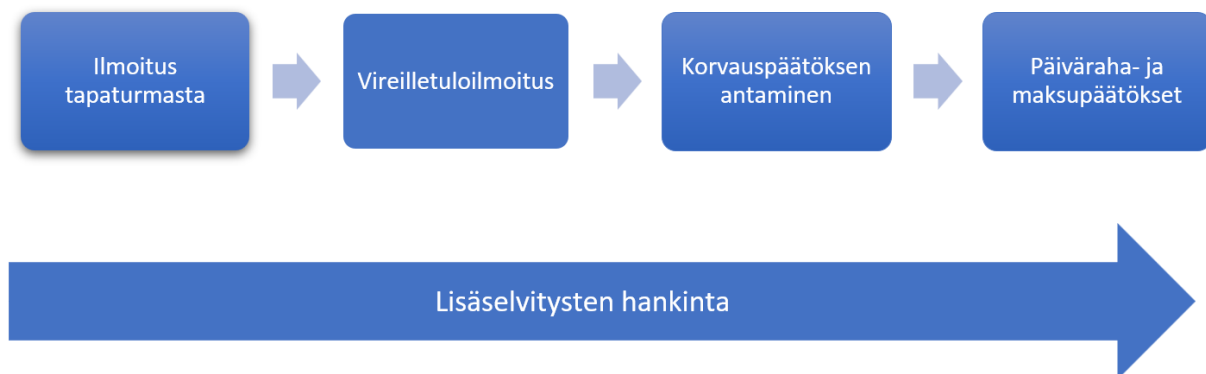 Ilmoitus
tapaturmasta
Vireilletuloilmoitus
Korvauspäätöksen
antaminen
Päiväraha- ja
maksupäätökset
Lisäselvitysten hankinta